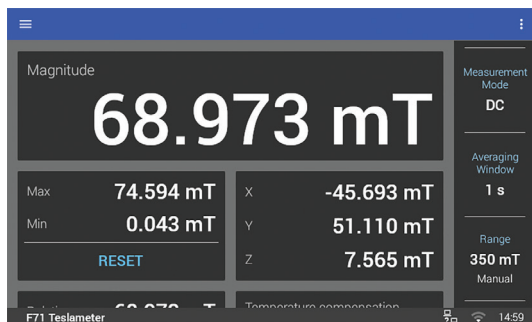 Magnitude
68.973 mT
Max 74.594 mT
Min 0.043 mT
RESET
X -45.693 mT
Y 51.110 mT
Z 7.565 mT
Temperature compensation
Measurement
Mode
DC
Averaging
Window
1 s
Range
350 mT
Manual
F71 Teslameter
14:59